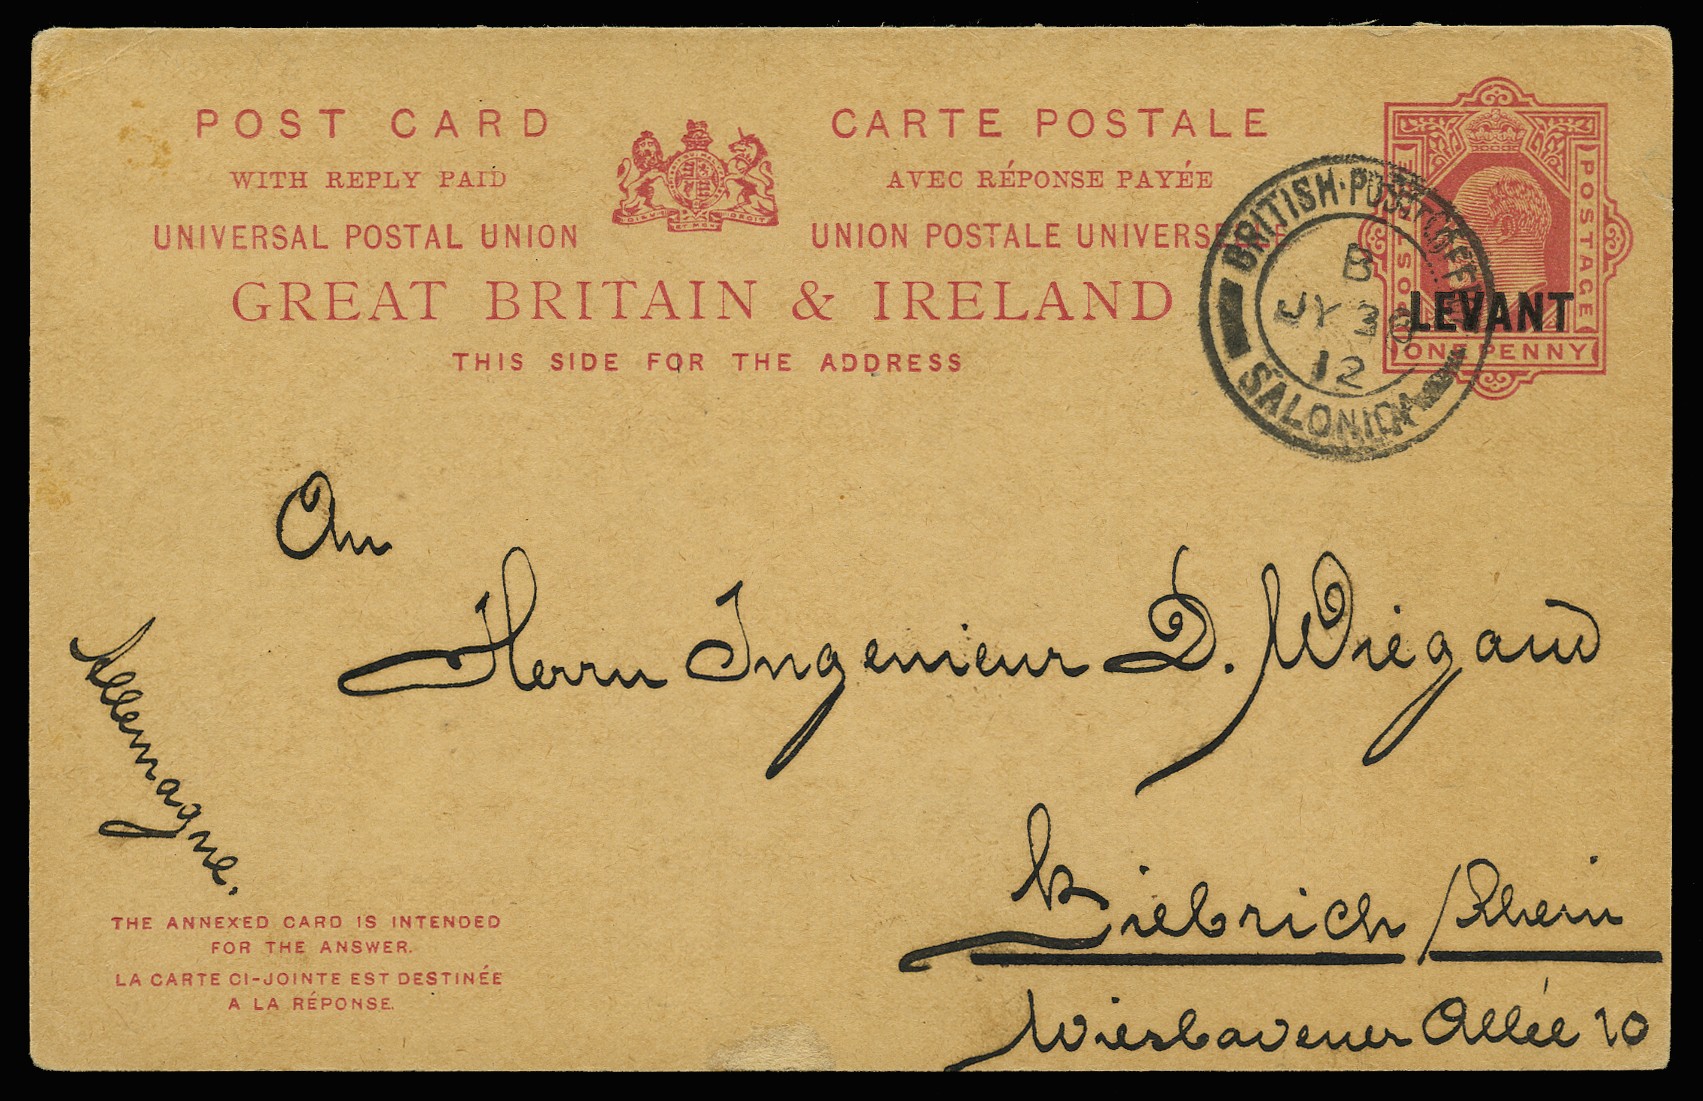 POST CARD
WITH REPLY PAID
UNIVERSAL POSTAL UNION
CARTE POSTALE
AVEC RÉPONSE PAYÉE
UNION POSTALE UNIVERSELLE
GREAT BRITAIN & IRELAND
THIS SIDE FOR THE ADDRESS
POSTAGE
ONE PENNY
LEVANT
BRITISH·POST·OFFICE
B
JY 30
12
SALONICA
An
Herrn Ingenieur D. Wiegand
Biebrich/Rhein
Wiesbadener Allée 10
Allemagne.
THE ANNEXED CARD IS INTENDED
FOR THE ANSWER.
LA CARTE CI-JOINTE EST DESTINÉE
A LA RÉPONSE.